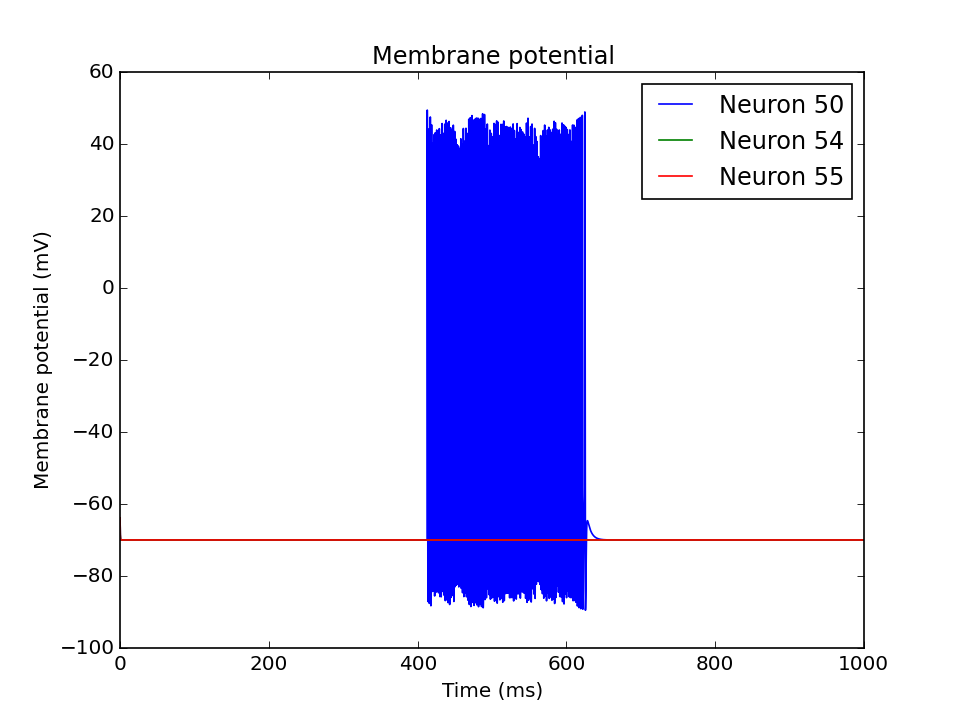 Membrane potential
60
40
20
0
−20
−40
−60
−80
−100
Membrane potential (mV)
Neuron 50
Neuron 54
Neuron 55
0 200 400 600 800 1000
Time (ms)